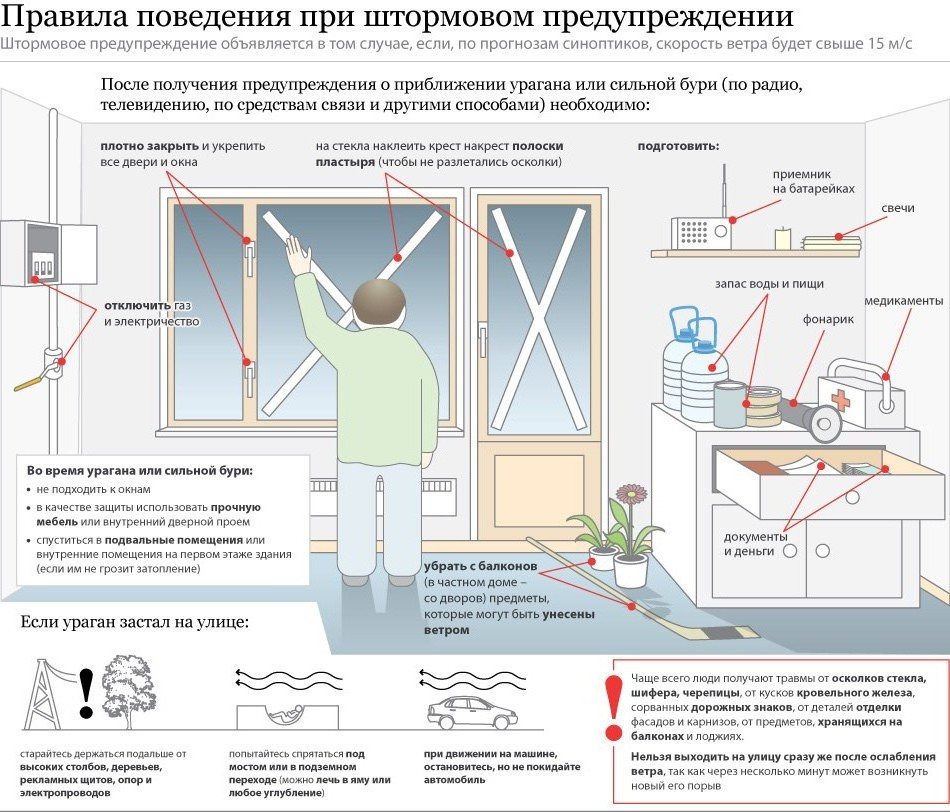 Правила поведения при штормовом предупреждении
Штормовое предупреждение объявляется в том случае, если, по прогнозам синоптиков, скорость ветра будет свыше 15 м/с
После получения предупреждения о приближении урагана или сильной бури (по радио,
телевидению, по средствам связи и другими способами) необходимо:
плотно закрыть и укрепить
все двери и окна
на стекла наклеить крест накрест полоски
пластыря (чтобы не разлетались осколки)
подготовить:
приемник
на батарейках
свечи
отключить газ
и электричество
запас воды и пищи
фонарик
медикаменты
документы
и деньги
Во время урагана или сильной бури:
• не подходить к окнам
• в качестве защиты использовать прочную
мебель или внутренний дверной проем
• спуститься в подвальные помещения или
внутренние помещения на первом этаже здания
(если им не грозит затопление)
убрать с балконов
(в частном доме –
со дворов) предметы,
которые могут быть унесены
ветром
Если ураган застал на улице:
старайтесь держаться подальше от
высоких столбов, деревьев,
рекламных щитов, опор и
электропроводов
попытайтесь спрятаться под
мостом или в подземном
переходе (можно лечь в яму или
любое углубление)
при движении на машине,
остановитесь, но не покидайте
автомобиль
Чаще всего люди получают травмы от осколков стекла,
шифера, черепицы, от кусков кровельного железа,
сорванных дорожных знаков, от деталей отделки
фасадов и карнизов, от предметов, хранящихся на
балконах и лоджиях.
Нельзя выходить на улицу сразу же после ослабления
ветра, так как через несколько минут может возникнуть
новый его порыв